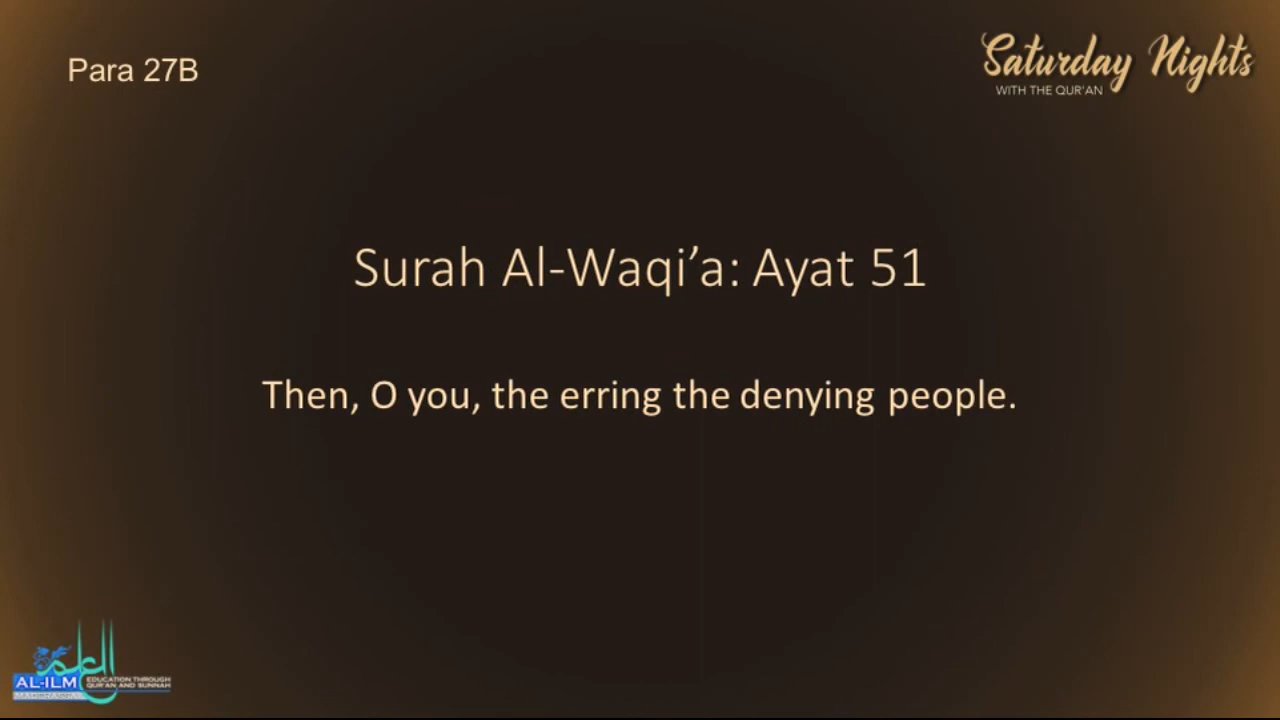 Para 27B
Saturday Nights
WITH THE QUR'AN
Surah Al-Waqi’a: Ayat 51
Then, O you, the erring the denying people.
العلم
AL-ILM
EDUCATION THROUGH
QUR'AN AND SUNNAH